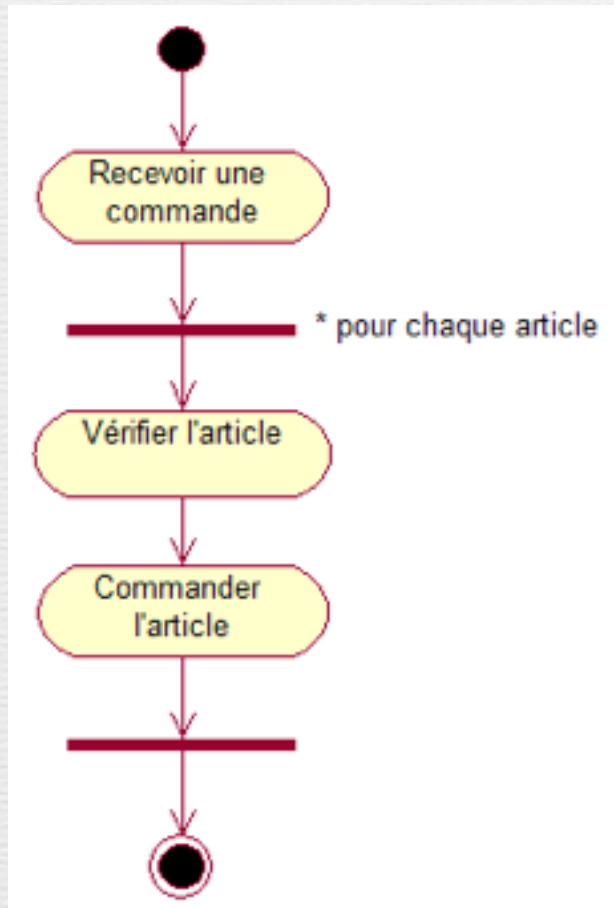 Recevoir une
commande
* pour chaque article
Vérifier l'article
Commander
l'article